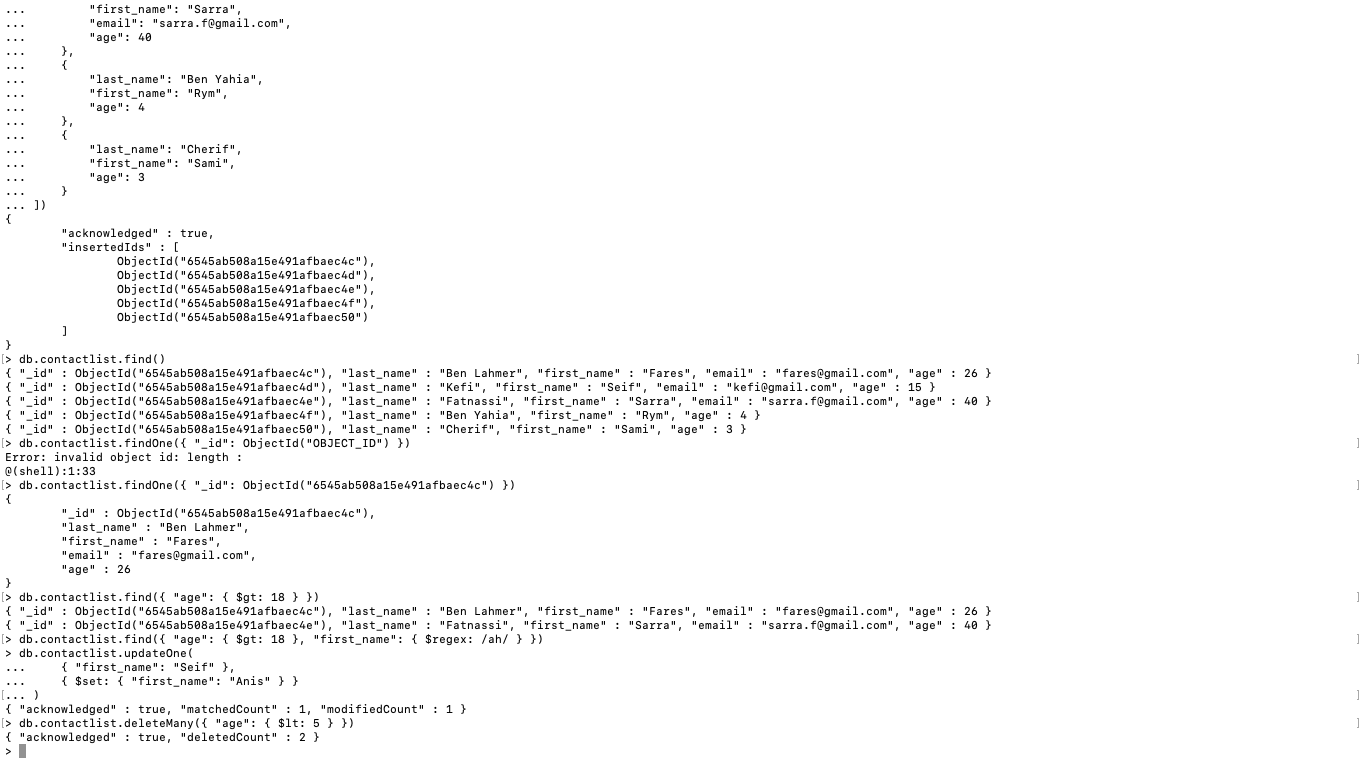 ...         "first_name": "Sarra",
...         "email": "sarra.f@gmail.com",
...         "age": 40
...     },
...     {
...         "last_name": "Ben Yahia",
...         "first_name": "Rym",
...         "age": 4
...     },
...     {
...         "last_name": "Cherif",
...         "first_name": "Sami",
...         "age": 3
...     }
... ])
{
        "acknowledged" : true,
        "insertedIds" : [
                ObjectId("6545ab508a15e491afbaec4c"),
                ObjectId("6545ab508a15e491afbaec4d"),
                ObjectId("6545ab508a15e491afbaec4e"),
                ObjectId("6545ab508a15e491afbaec4f"),
                ObjectId("6545ab508a15e491afbaec50")
        ]
}
[> db.contactlist.find() ]
{ "_id" : ObjectId("6545ab508a15e491afbaec4c"), "last_name" : "Ben Lahmer", "first_name" : "Fares", "email" : "fares@gmail.com", "age" : 26 }
{ "_id" : ObjectId("6545ab508a15e491afbaec4d"), "last_name" : "Kefi", "first_name" : "Seif", "email" : "kefi@gmail.com", "age" : 15 }
{ "_id" : ObjectId("6545ab508a15e491afbaec4e"), "last_name" : "Fatnassi", "first_name" : "Sarra", "email" : "sarra.f@gmail.com", "age" : 40 }
{ "_id" : ObjectId("6545ab508a15e491afbaec4f"), "last_name" : "Ben Yahia", "first_name" : "Rym", "age" : 4 }
{ "_id" : ObjectId("6545ab508a15e491afbaec50"), "last_name" : "Cherif", "first_name" : "Sami", "age" : 3 }
[> db.contactlist.findOne({ "_id": ObjectId("OBJECT_ID") }) ]
Error: invalid object id: length :
@(shell):1:33
[> db.contactlist.findOne({ "_id": ObjectId("6545ab508a15e491afbaec4c") }) ]
{
        "_id" : ObjectId("6545ab508a15e491afbaec4c"),
        "last_name" : "Ben Lahmer",
        "first_name" : "Fares",
        "email" : "fares@gmail.com",
        "age" : 26
}
[> db.contactlist.find({ "age": { $gt: 18 } }) ]
{ "_id" : ObjectId("6545ab508a15e491afbaec4c"), "last_name" : "Ben Lahmer", "first_name" : "Fares", "email" : "fares@gmail.com", "age" : 26 }
{ "_id" : ObjectId("6545ab508a15e491afbaec4e"), "last_name" : "Fatnassi", "first_name" : "Sarra", "email" : "sarra.f@gmail.com", "age" : 40 }
[> db.contactlist.find({ "age": { $gt: 18 }, "first_name": { $regex: /ah/ } }) ]
> db.contactlist.updateOne(
...     { "first_name": "Seif" },
...     { $set: { "first_name": "Anis" } }
[... ) ]
{ "acknowledged" : true, "matchedCount" : 1, "modifiedCount" : 1 }
[> db.contactlist.deleteMany({ "age": { $lt: 5 } }) ]
{ "acknowledged" : true, "deletedCount" : 2 }
>